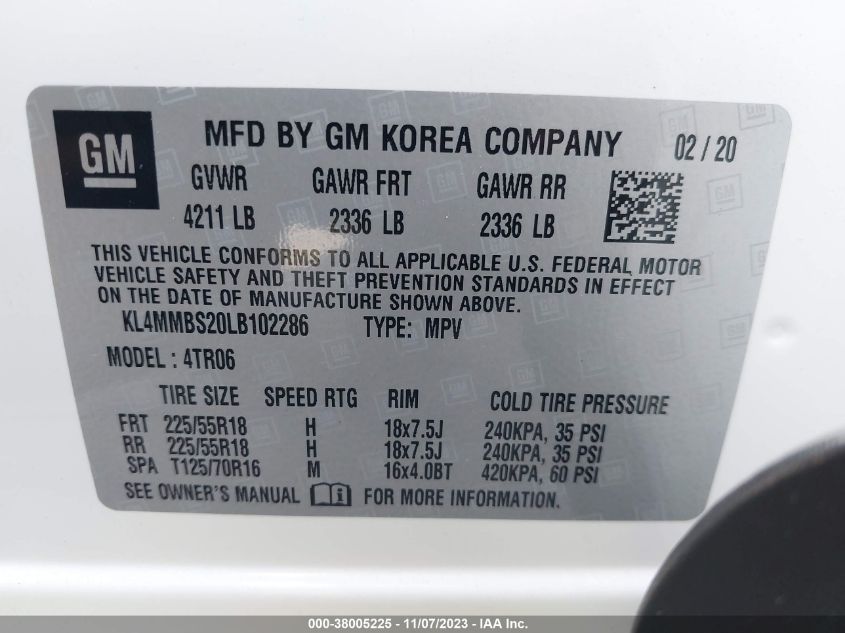 GM
MFD BY GM KOREA COMPANY 02 / 20
GVWR GAWR FRT GAWR RR
4211 LB 2336 LB 2336 LB
THIS VEHICLE CONFORMS TO ALL APPLICABLE U.S. FEDERAL MOTOR
VEHICLE SAFETY AND THEFT PREVENTION STANDARDS IN EFFECT
ON THE DATE OF MANUFACTURE SHOWN ABOVE.
KL4MMBS20LB102286 TYPE: MPV
MODEL : 4TR06
TIRE SIZE SPEED RTG RIM COLD TIRE PRESSURE
FRT 225/55R18 H 18x7.5J 240KPA, 35 PSI
RR 225/55R18 H 18x7.5J 240KPA, 35 PSI
SPA T125/70R16 M 16x4.0BT 420KPA, 60 PSI
SEE OWNER'S MANUAL FOR MORE INFORMATION.
000-38005225 - 11/07/2023 - IAA Inc.